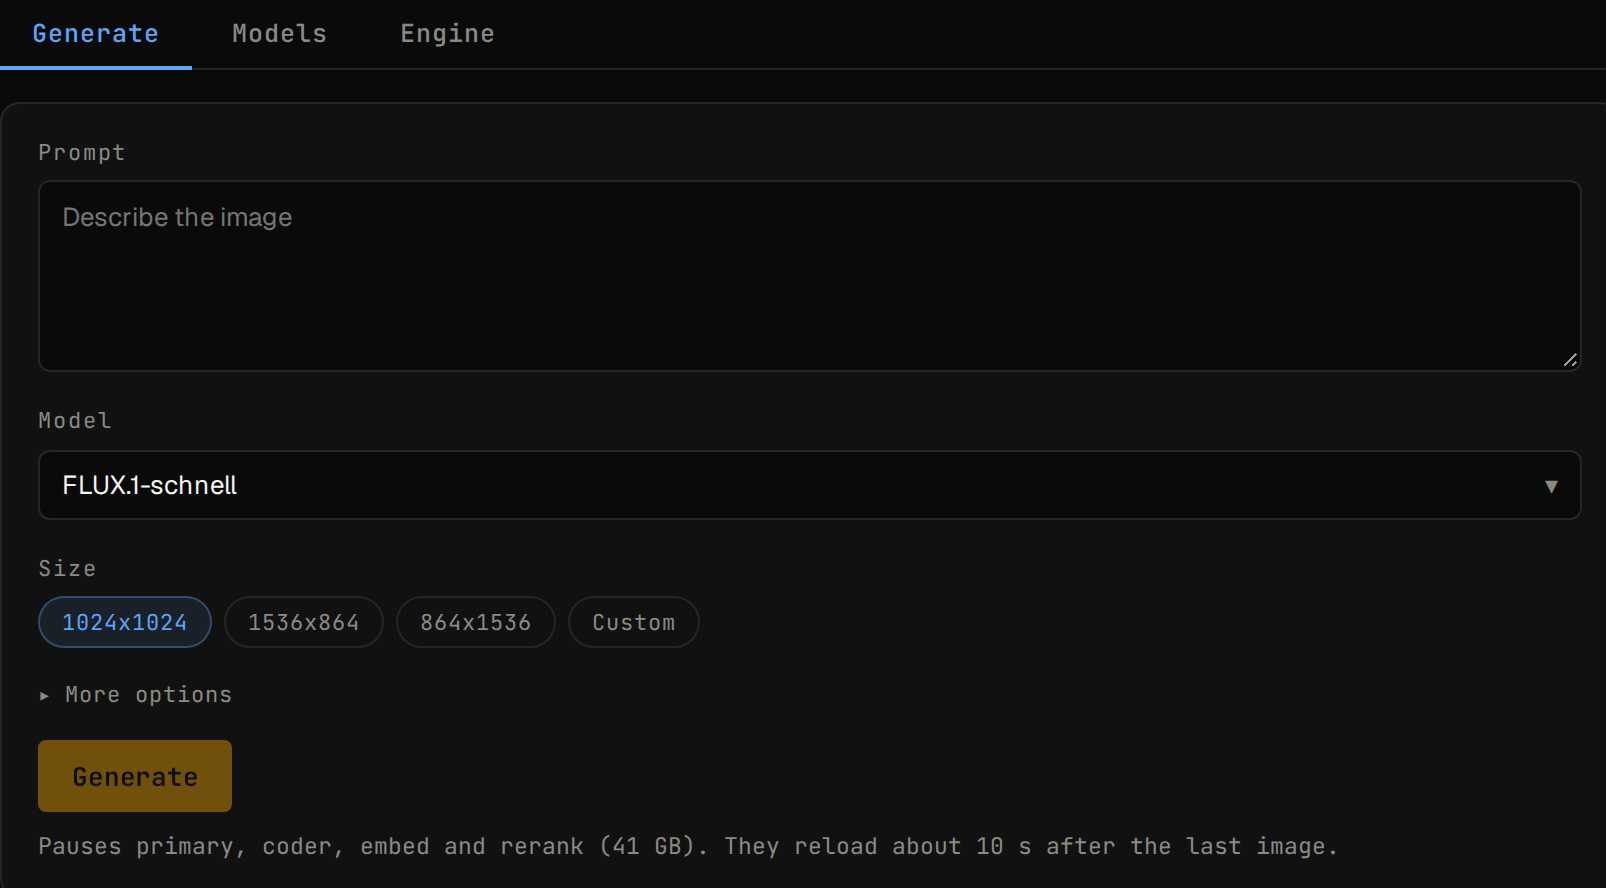 Generate Models Engine
Prompt
Describe the image
Model
FLUX.1-schnell
Size
1024x1024 1536x864 864x1536 Custom
More options
Generate
Pauses primary, coder, embed and rerank (41 GB). They reload about 10 s after the last image.